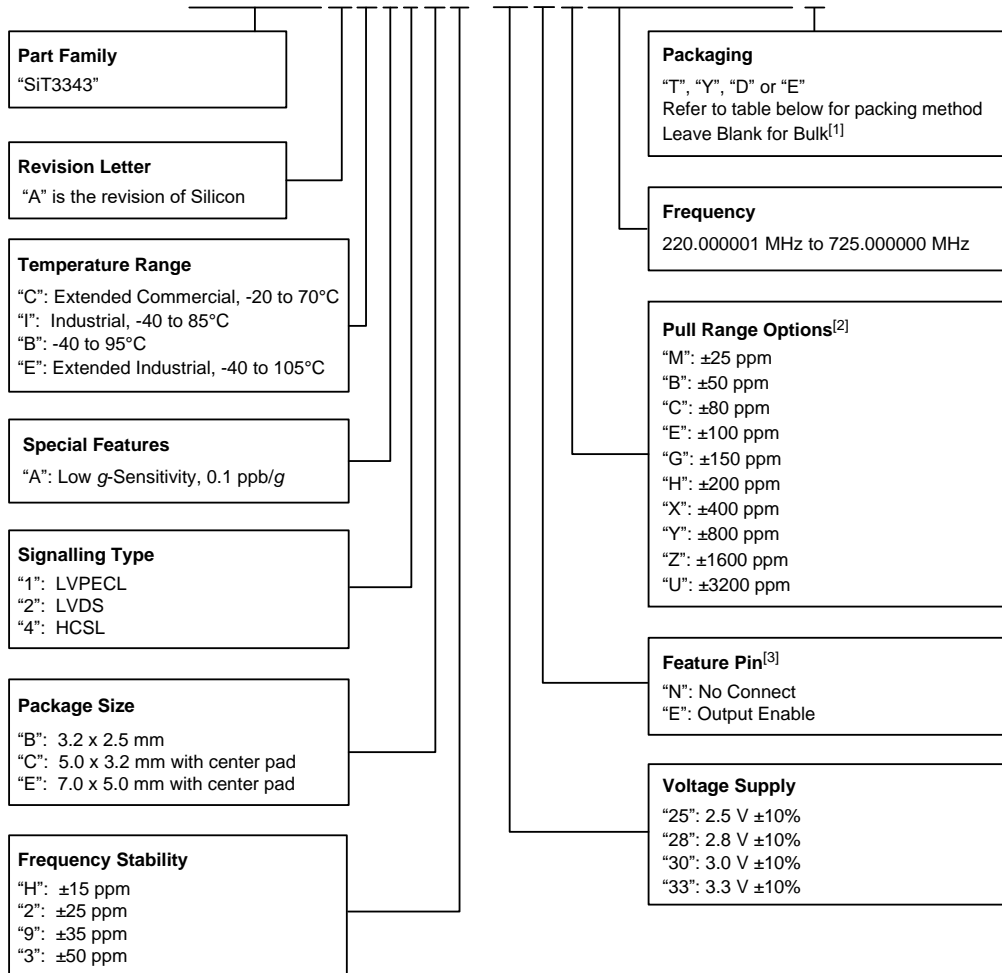 Part Family
“SiT3343”
Revision Letter
“A” is the revision of Silicon
Temperature Range
“C”: Extended Commercial, -20 to 70°C
“I”: Industrial, -40 to 85°C
“B”: -40 to 95°C
“E”: Extended Industrial, -40 to 105°C
Special Features
“A”: Low g-Sensitivity, 0.1 ppb/g
Signalling Type
“1”: LVPECL
“2”: LVDS
“4”: HCSL
Package Size
“B”: 3.2 x 2.5 mm
“C”: 5.0 x 3.2 mm with center pad
“E”: 7.0 x 5.0 mm with center pad
Frequency Stability
“H”: ±15 ppm
“2”: ±25 ppm
“9”: ±35 ppm
“3”: ±50 ppm
Packaging
“T”, “Y”, “D” or “E”
Refer to table below for packing method
Leave Blank for Bulk[1]
Frequency
220.000001 MHz to 725.000000 MHz
Pull Range Options[2]
“M”: ±25 ppm
“B”: ±50 ppm
“C”: ±80 ppm
“E”: ±100 ppm
“G”: ±150 ppm
“H”: ±200 ppm
“X”: ±400 ppm
“Y”: ±800 ppm
“Z”: ±1600 ppm
“U”: ±3200 ppm
Feature Pin[3]
“N”: No Connect
“E”: Output Enable
Voltage Supply
“25”: 2.5 V ±10%
“28”: 2.8 V ±10%
“30”: 3.0 V ±10%
“33”: 3.3 V ±10%